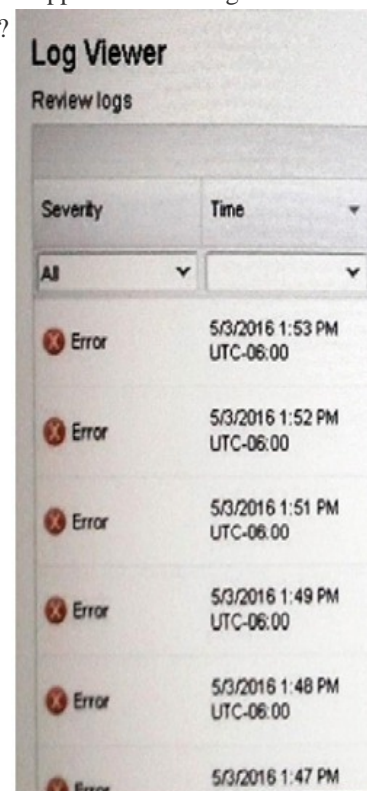 ?
Log Viewer
Review logs
Severity Time
All
Error 5/3/2016 1:53 PM
UTC-06:00
Error 5/3/2016 1:52 PM
UTC-06:00
Error 5/3/2016 1:51 PM
UTC-06:00
Error 5/3/2016 1:49 PM
UTC-06:00
Error 5/3/2016 1:48 PM
UTC-06:00
Error 5/3/2016 1:47 PM